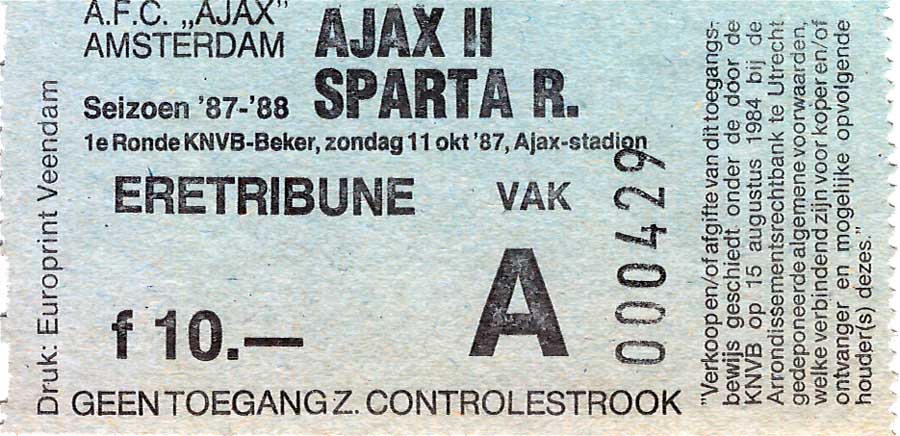 A.F.C. „AJAX”
AMSTERDAM
AJAX II
SPARTA R.
Seizoen '87-'88
1e Ronde KNVB-Beker, zondag 11 okt '87, Ajax-stadion
ERETRIBUNE
VAK
A
f 10.—
000429
GEEN TOEGANG Z. CONTROLESTROOK
Druk: Europrint Veendam
"Verkoop en/of afgifte van dit toegangs-
bewijs geschiedt onder de door de
KNVB op 15 augustus 1984 bij de
Arrondissementsrechtbank te Utrecht
gedeponeerde algemene voorwaarden,
welke verbindend zijn voor koper en/of
ontvanger en mogelijke opvolgende
houder(s) dezes."